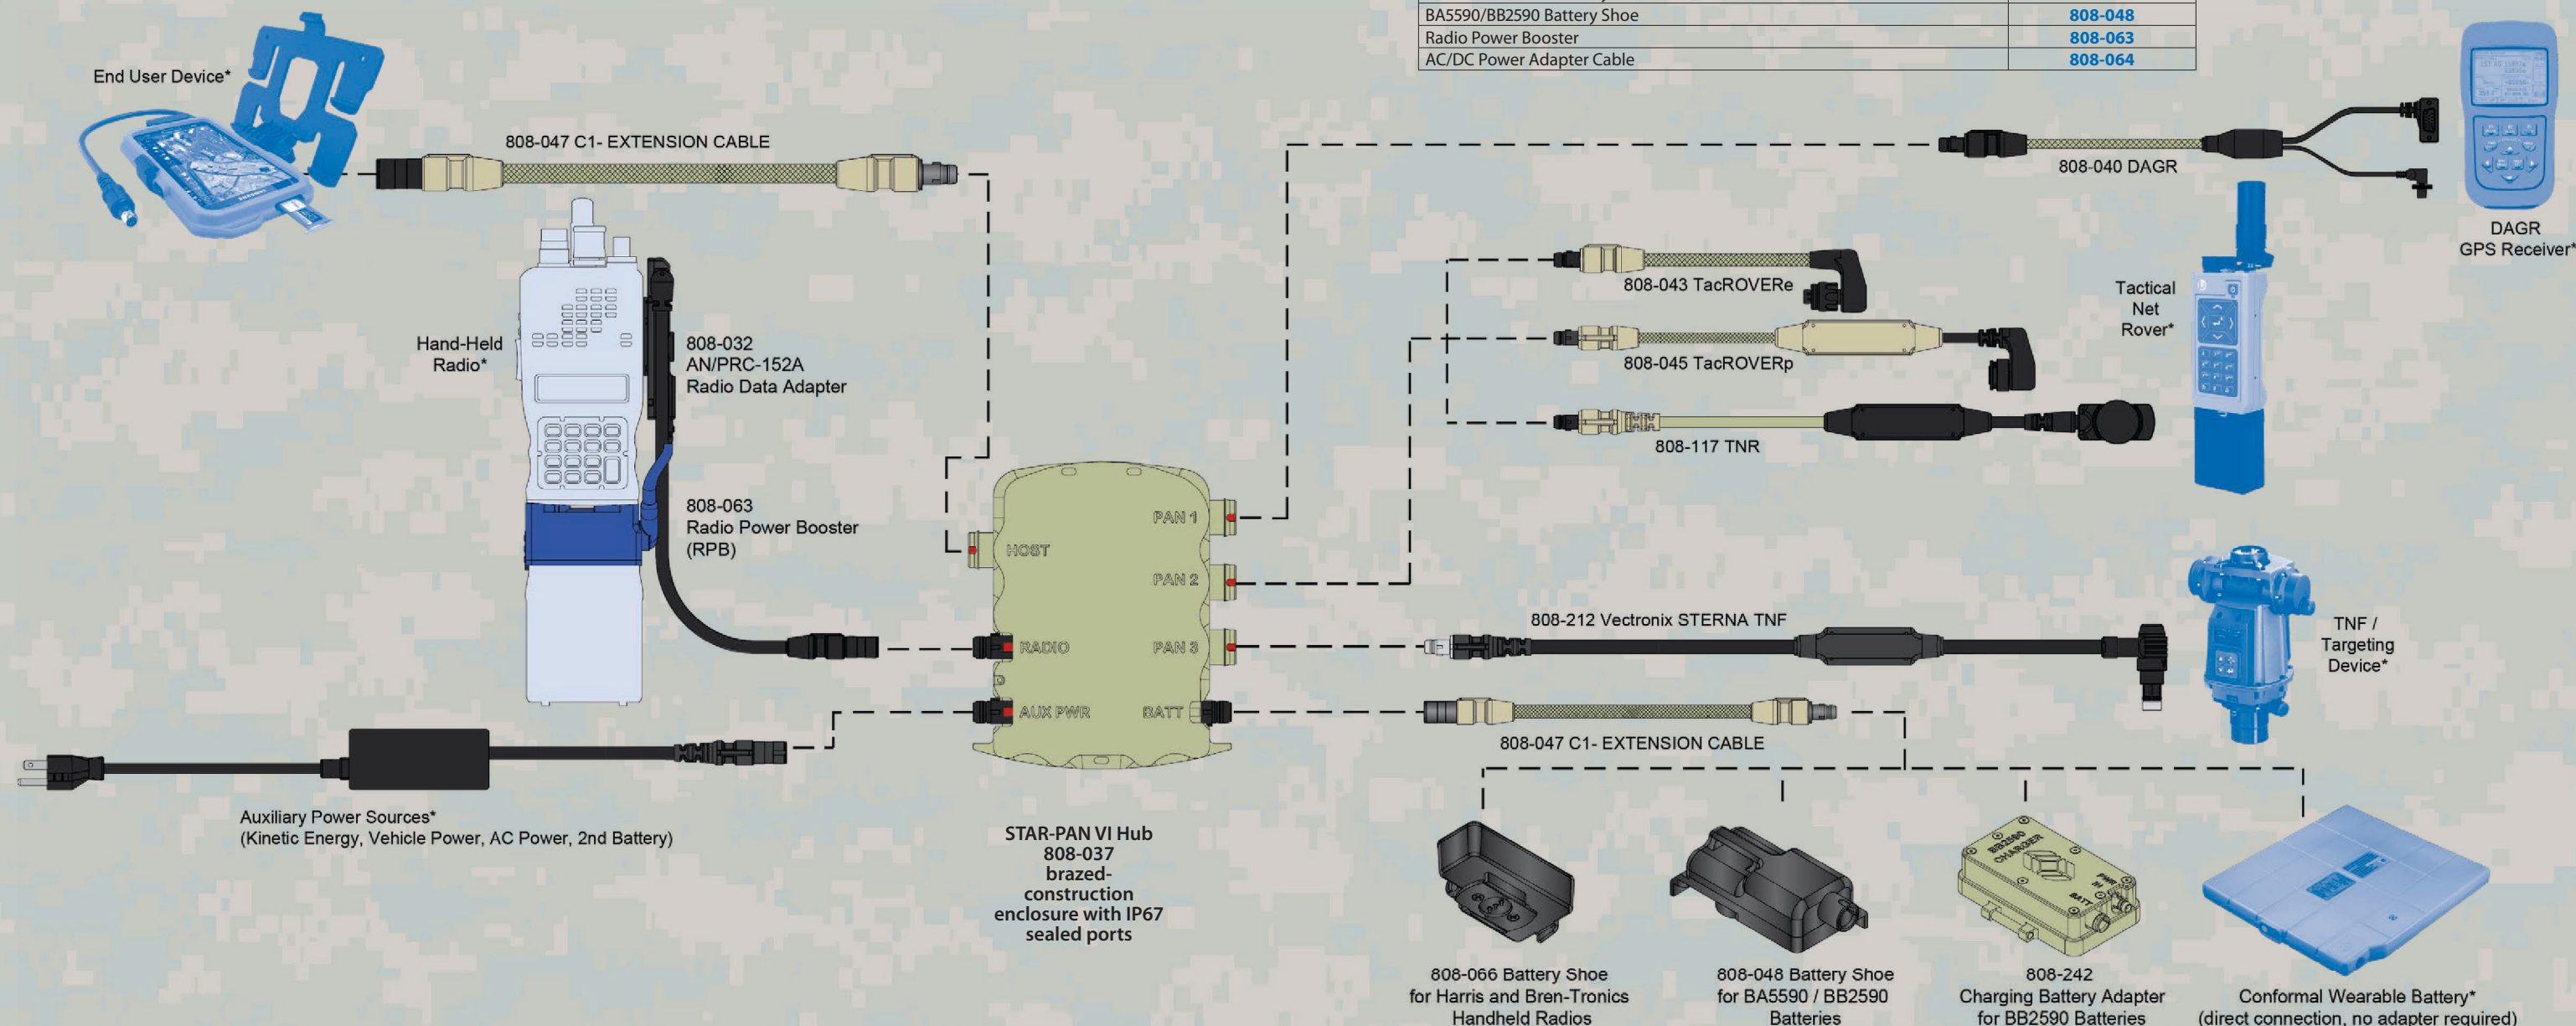 BA5590/BB2590 Battery Shoe 808-048
Radio Power Booster 808-063
AC/DC Power Adapter Cable 808-064
End User Device*
808-047 C1- EXTENSION CABLE
808-040 DAGR
DAGR
GPS Receiver*
808-043 TacROVERe
808-045 TacROVERp
808-117 TNR
Tactical
Net
Rover*
Hand-Held
Radio*
808-032
AN/PRC-152A
Radio Data Adapter
808-063
Radio Power Booster
(RPB)
HOST
RADIO
AUX PWR
PAN 1
PAN 2
PAN 3
BATT
808-212 Vectronix STERNA TNF
TNF /
Targeting
Device*
808-047 C1- EXTENSION CABLE
Auxiliary Power Sources*
(Kinetic Energy, Vehicle Power, AC Power, 2nd Battery)
STAR-PAN VI Hub
808-037
brazed-
construction
enclosure with IP67
sealed ports
BB2590
CHARGER
PWR
IN
BATT
808-066 Battery Shoe
for Harris and Bren-Tronics
Handheld Radios
808-048 Battery Shoe
for BA5590 / BB2590
Batteries
808-242
Charging Battery Adapter
for BB2590 Batteries
Conformal Wearable Battery*
(direct connection, no adapter required)